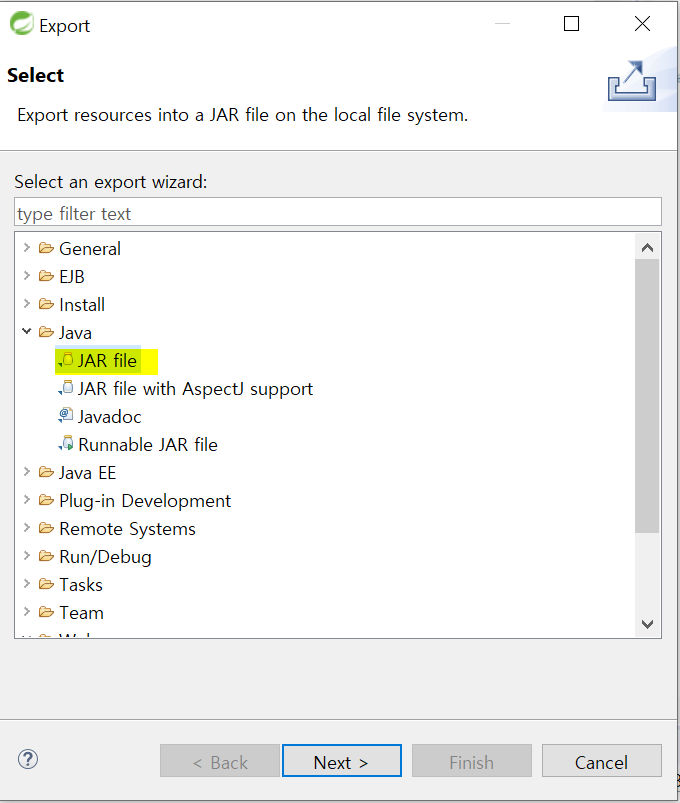 Export
Select
Export resources into a JAR file on the local file system.
Select an export wizard:
type filter text
General
EJB
Install
Java
JAR file
JAR file with AspectJ support
Javadoc
Runnable JAR file
Java EE
Plug-in Development
Remote Systems
Run/Debug
Tasks
Team
< Back
Next >
Finish
Cancel